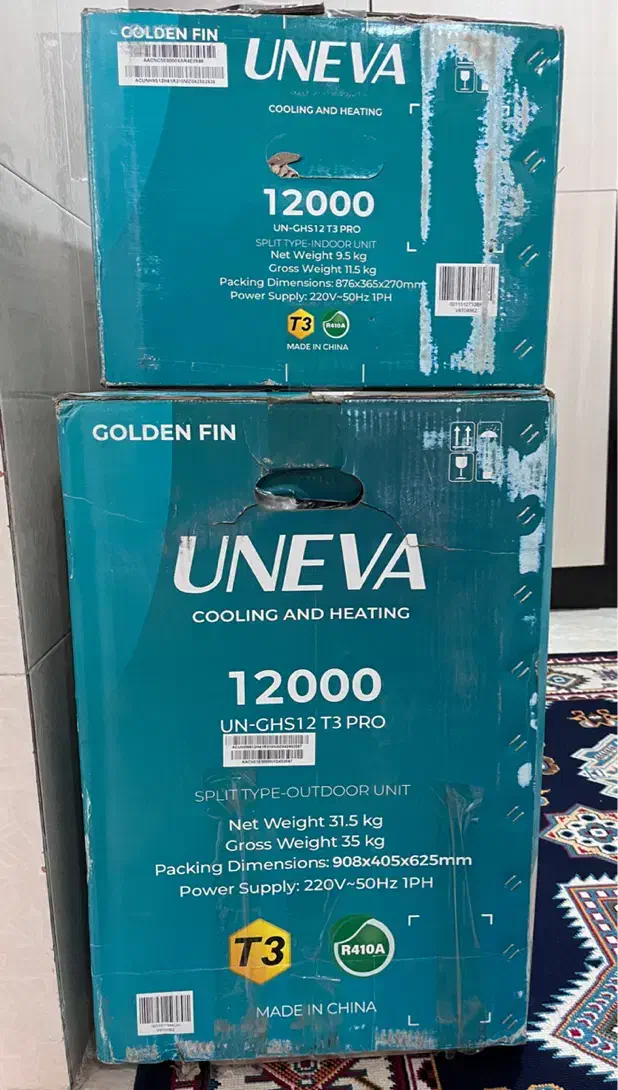 GOLDEN FIN
UNEVA
COOLING AND HEATING
12000
UN-GHS12 T3 PRO
SPLIT TYPE-INDOOR UNIT
Net Weight 9.5 kg
Gross Weight 11.5 kg
Packing Dimensions: 876x365x270mm
Power Supply: 220V~50Hz 1PH
T3
R410A
MADE IN CHINA
GOLDEN FIN
UNEVA
COOLING AND HEATING
12000
UN-GHS12 T3 PRO
SPLIT TYPE-OUTDOOR UNIT
Net Weight 31.5 kg
Gross Weight 35 kg
Packing Dimensions: 908x405x625mm
Power Supply: 220V~50Hz 1PH
T3
R410A
MADE IN CHINA